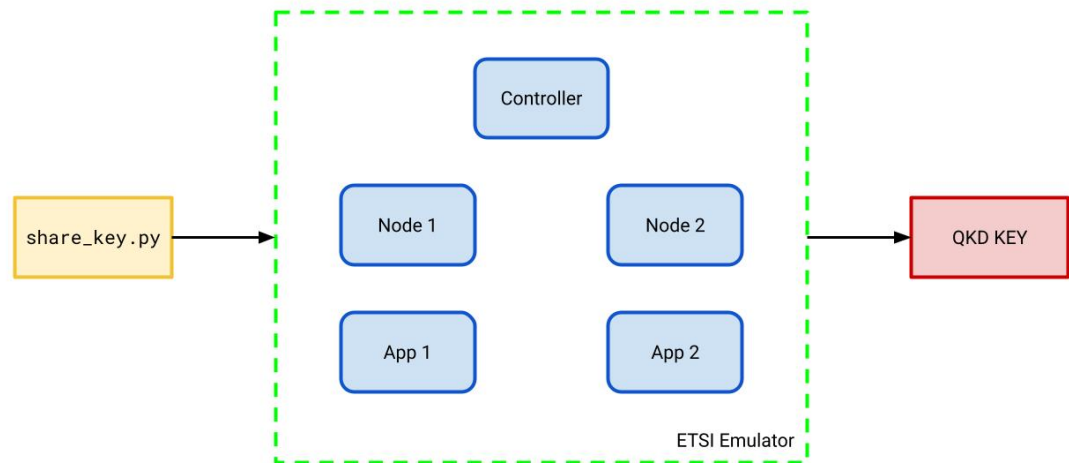 Controller
share_key.py
Node 1
Node 2
QKD KEY
App 1
App 2
ETSI Emulator